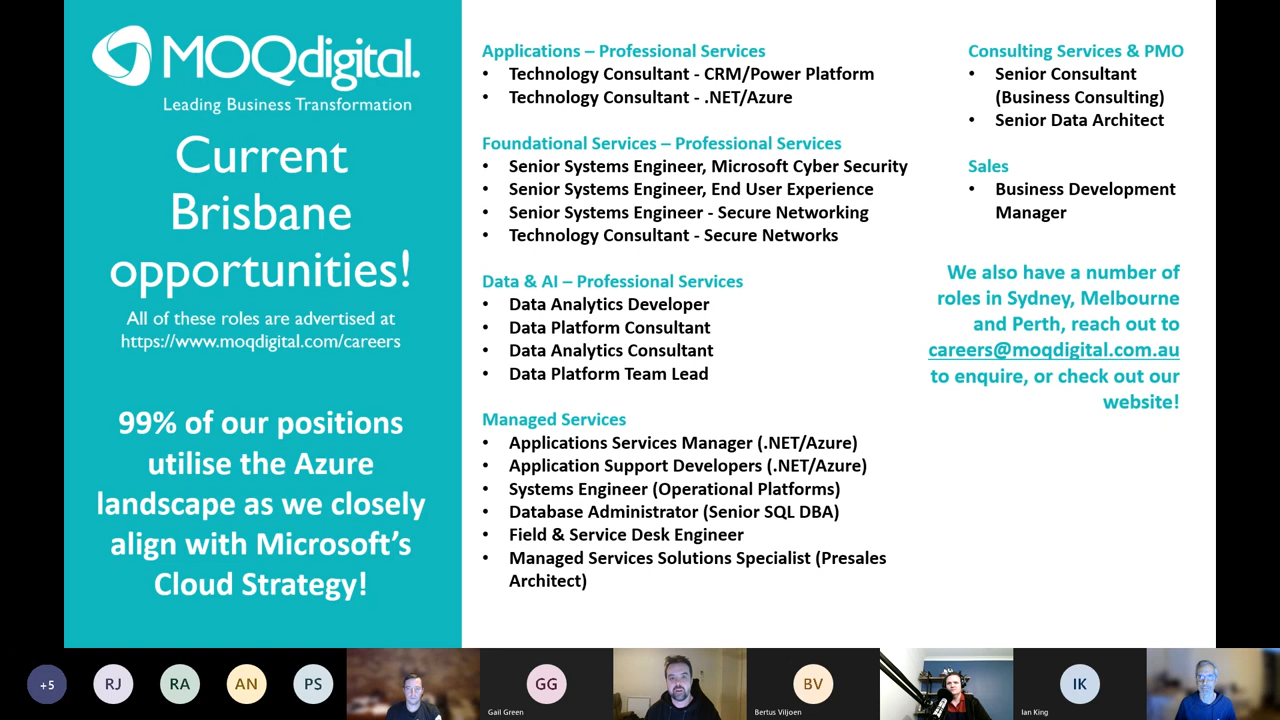 MOQdigital.
Leading Business Transformation
Current
Brisbane
opportunities!
All of these roles are advertised at
https://www.moqdigital.com/careers
99% of our positions
utilise the Azure
landscape as we closely
align with Microsoft's
Cloud Strategy!
Applications – Professional Services
• Technology Consultant - CRM/Power Platform
• Technology Consultant - .NET/Azure
Foundational Services – Professional Services
• Senior Systems Engineer, Microsoft Cyber Security
• Senior Systems Engineer, End User Experience
• Senior Systems Engineer - Secure Networking
• Technology Consultant - Secure Networks
Data & AI – Professional Services
• Data Analytics Developer
• Data Platform Consultant
• Data Analytics Consultant
• Data Platform Team Lead
Managed Services
• Applications Services Manager (.NET/Azure)
• Application Support Developers (.NET/Azure)
• Systems Engineer (Operational Platforms)
• Database Administrator (Senior SQL DBA)
• Field & Service Desk Engineer
• Managed Services Solutions Specialist (Presales
Architect)
Consulting Services & PMO
• Senior Consultant
(Business Consulting)
• Senior Data Architect
Sales
• Business Development
Manager
We also have a number of
roles in Sydney, Melbourne
and Perth, reach out to
careers@moqdigital.com.au
to enquire, or check out our
website!
+5
RJ
RA
AN
PS
GG
Gail Green
BV
Bertus Viljoen
IK
Ian King